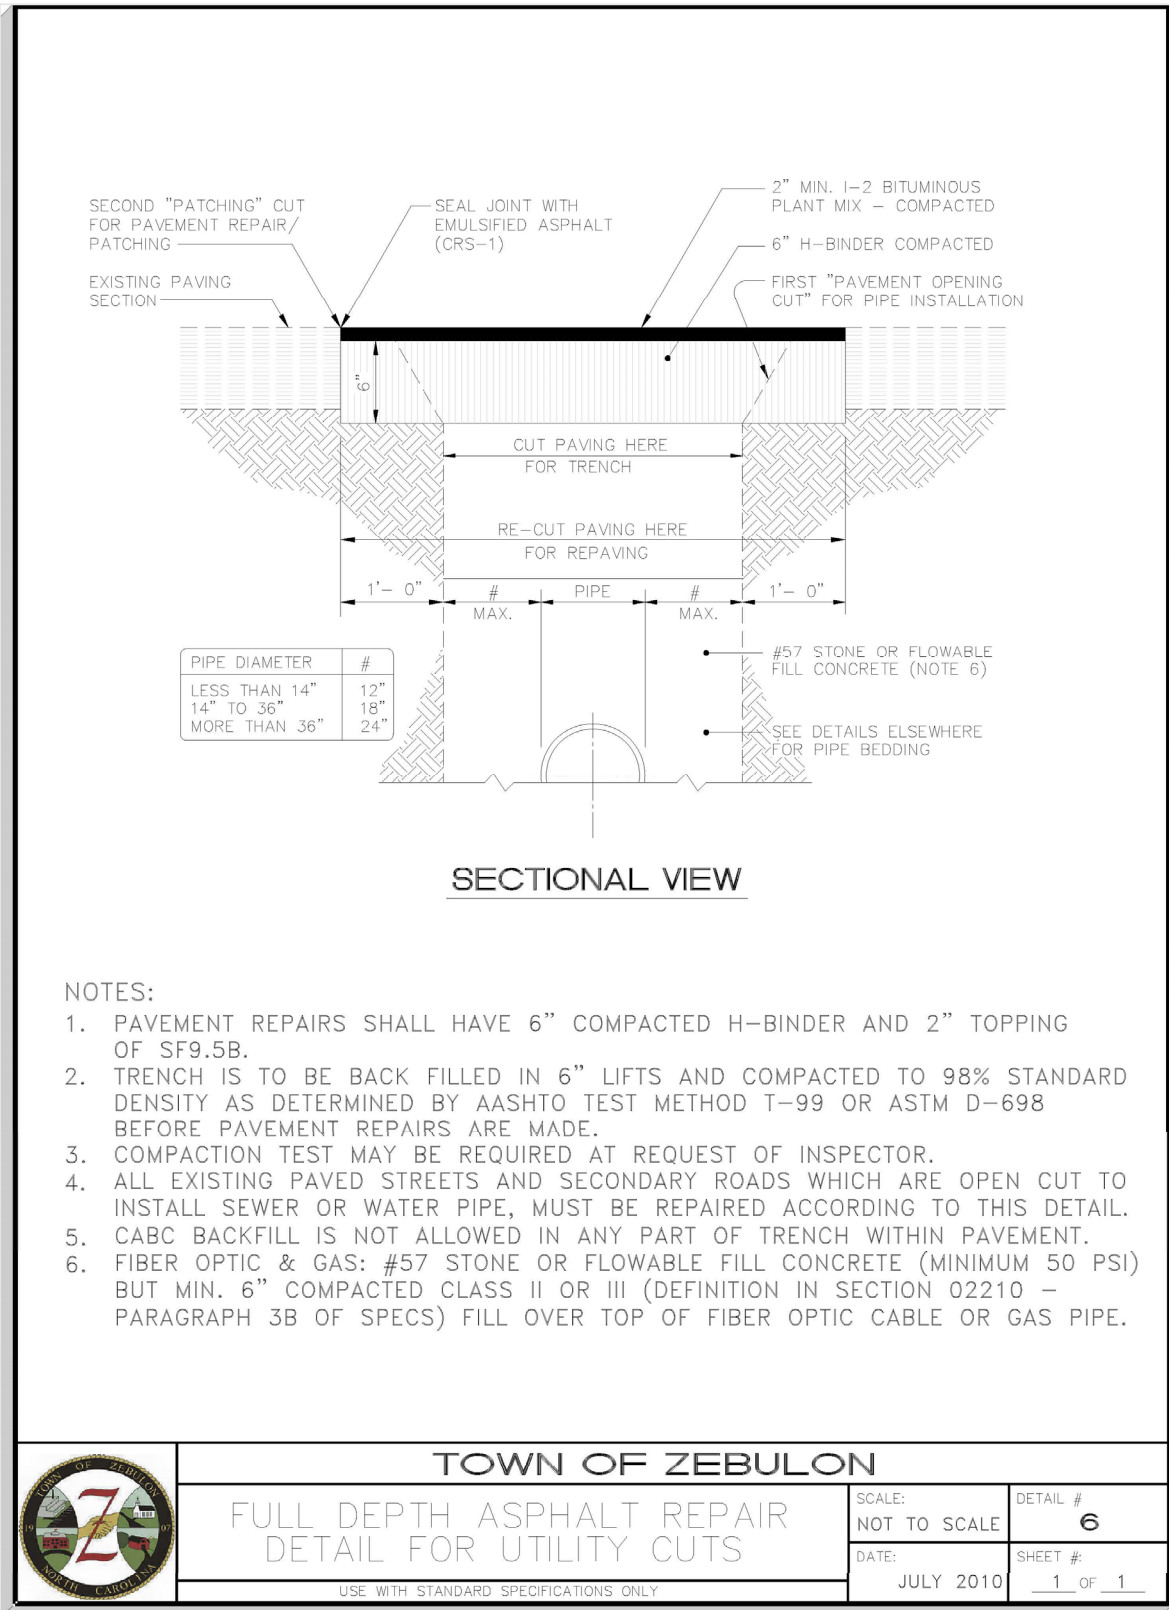 SECOND "PATCHING" CUT
FOR PAVEMENT REPAIR/
PATCHING
SEAL JOINT WITH
EMULSIFIED ASPHALT
(CRS-1)
2" MIN. I-2 BITUMINOUS
PLANT MIX - COMPACTED
6" H-BINDER COMPACTED
EXISTING PAVING
SECTION
FIRST "PAVEMENT OPENING
CUT" FOR PIPE INSTALLATION
6"
CUT PAVING HERE
FOR TRENCH
RE-CUT PAVING HERE
FOR REPAVING
1'- 0" # PIPE # 1'- 0"
MAX. MAX.
PIPE DIAMETER #
LESS THAN 14" 12"
14" TO 36" 18"
MORE THAN 36" 24"
#57 STONE OR FLOWABLE
FILL CONCRETE (NOTE 6)
SEE DETAILS ELSEWHERE
FOR PIPE BEDDING
SECTIONAL VIEW
NOTES:
1. PAVEMENT REPAIRS SHALL HAVE 6" COMPACTED H-BINDER AND 2" TOPPING
OF SF9.5B.
2. TRENCH IS TO BE BACK FILLED IN 6" LIFTS AND COMPACTED TO 98% STANDARD
DENSITY AS DETERMINED BY AASHTO TEST METHOD T-99 OR ASTM D-698
BEFORE PAVEMENT REPAIRS ARE MADE.
3. COMPACTION TEST MAY BE REQUIRED AT REQUEST OF INSPECTOR.
4. ALL EXISTING PAVED STREETS AND SECONDARY ROADS WHICH ARE OPEN CUT TO
INSTALL SEWER OR WATER PIPE, MUST BE REPAIRED ACCORDING TO THIS DETAIL.
5. CABC BACKFILL IS NOT ALLOWED IN ANY PART OF TRENCH WITHIN PAVEMENT.
6. FIBER OPTIC & GAS: #57 STONE OR FLOWABLE FILL CONCRETE (MINIMUM 50 PSI)
BUT MIN. 6" COMPACTED CLASS II OR III (DEFINITION IN SECTION 02210 -
PARAGRAPH 3B OF SPECS) FILL OVER TOP OF FIBER OPTIC CABLE OR GAS PIPE.
TOWN OF ZEBULON
19 Z 07
NORTH CAROLINA
TOWN OF ZEBULON
FULL DEPTH ASPHALT REPAIR
DETAIL FOR UTILITY CUTS
USE WITH STANDARD SPECIFICATIONS ONLY
SCALE:
NOT TO SCALE
DETAIL #
6
DATE:
JULY 2010
SHEET #:
1 OF 1